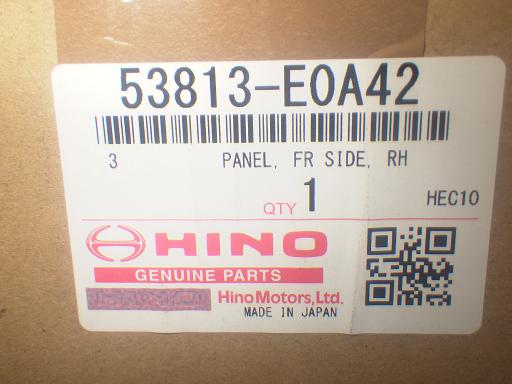 53813-E0A42
3 PANEL, FR SIDE, RH
QTY 1 HEC10
HINO
GENUINE PARTS
Hino Motors, Ltd.
MADE IN JAPAN